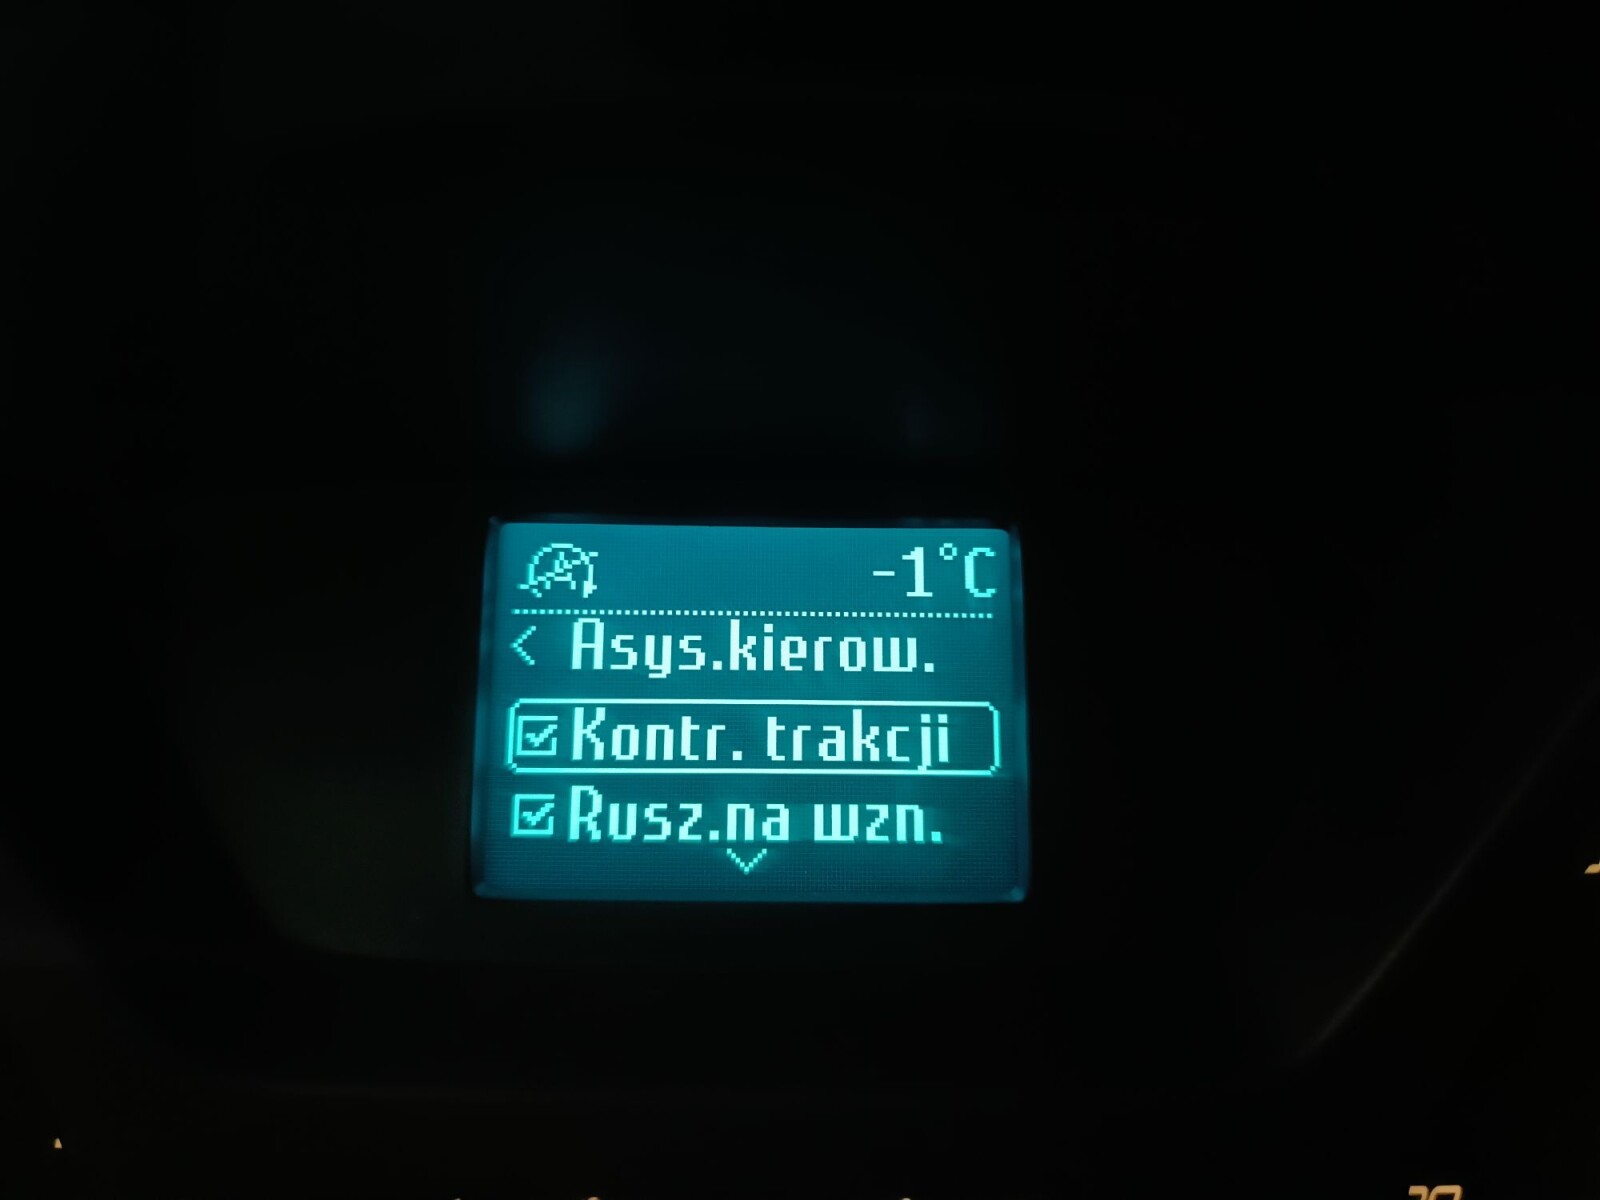 -1°C
< Asys.kierow.
Kontr. trakcji
Rusz.na wzn.